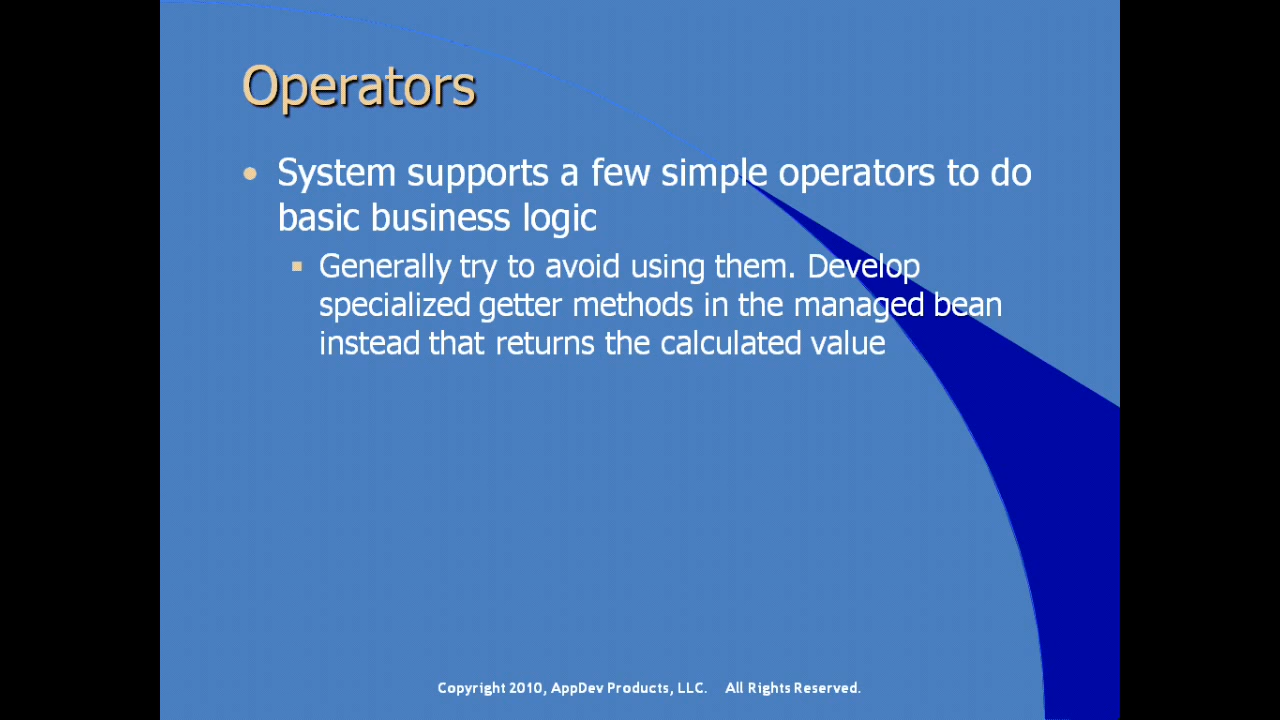 Operators
• System supports a few simple operators to do
basic business logic
▪ Generally try to avoid using them. Develop
specialized getter methods in the managed bean
instead that returns the calculated value
Copyright 2010, AppDev Products, LLC. All Rights Reserved.